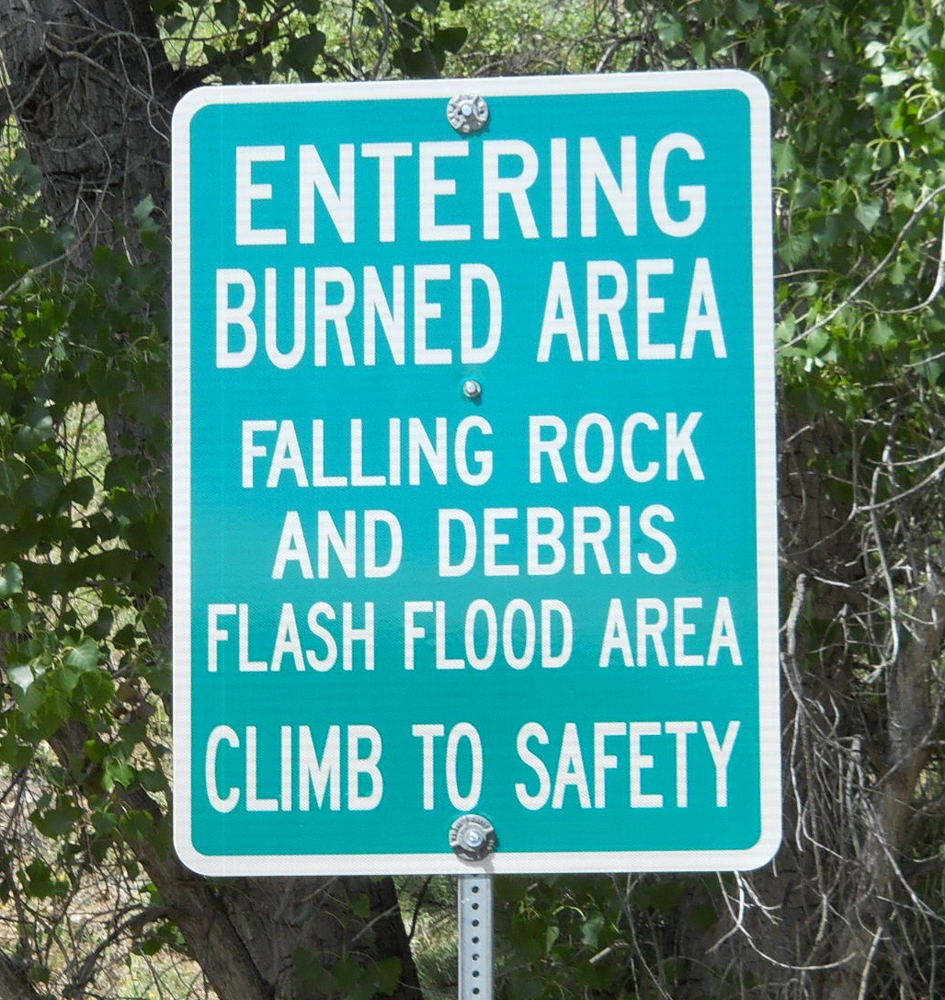 ENTERING
BURNED AREA
FALLING ROCK
AND DEBRIS
FLASH FLOOD AREA
CLIMB TO SAFETY